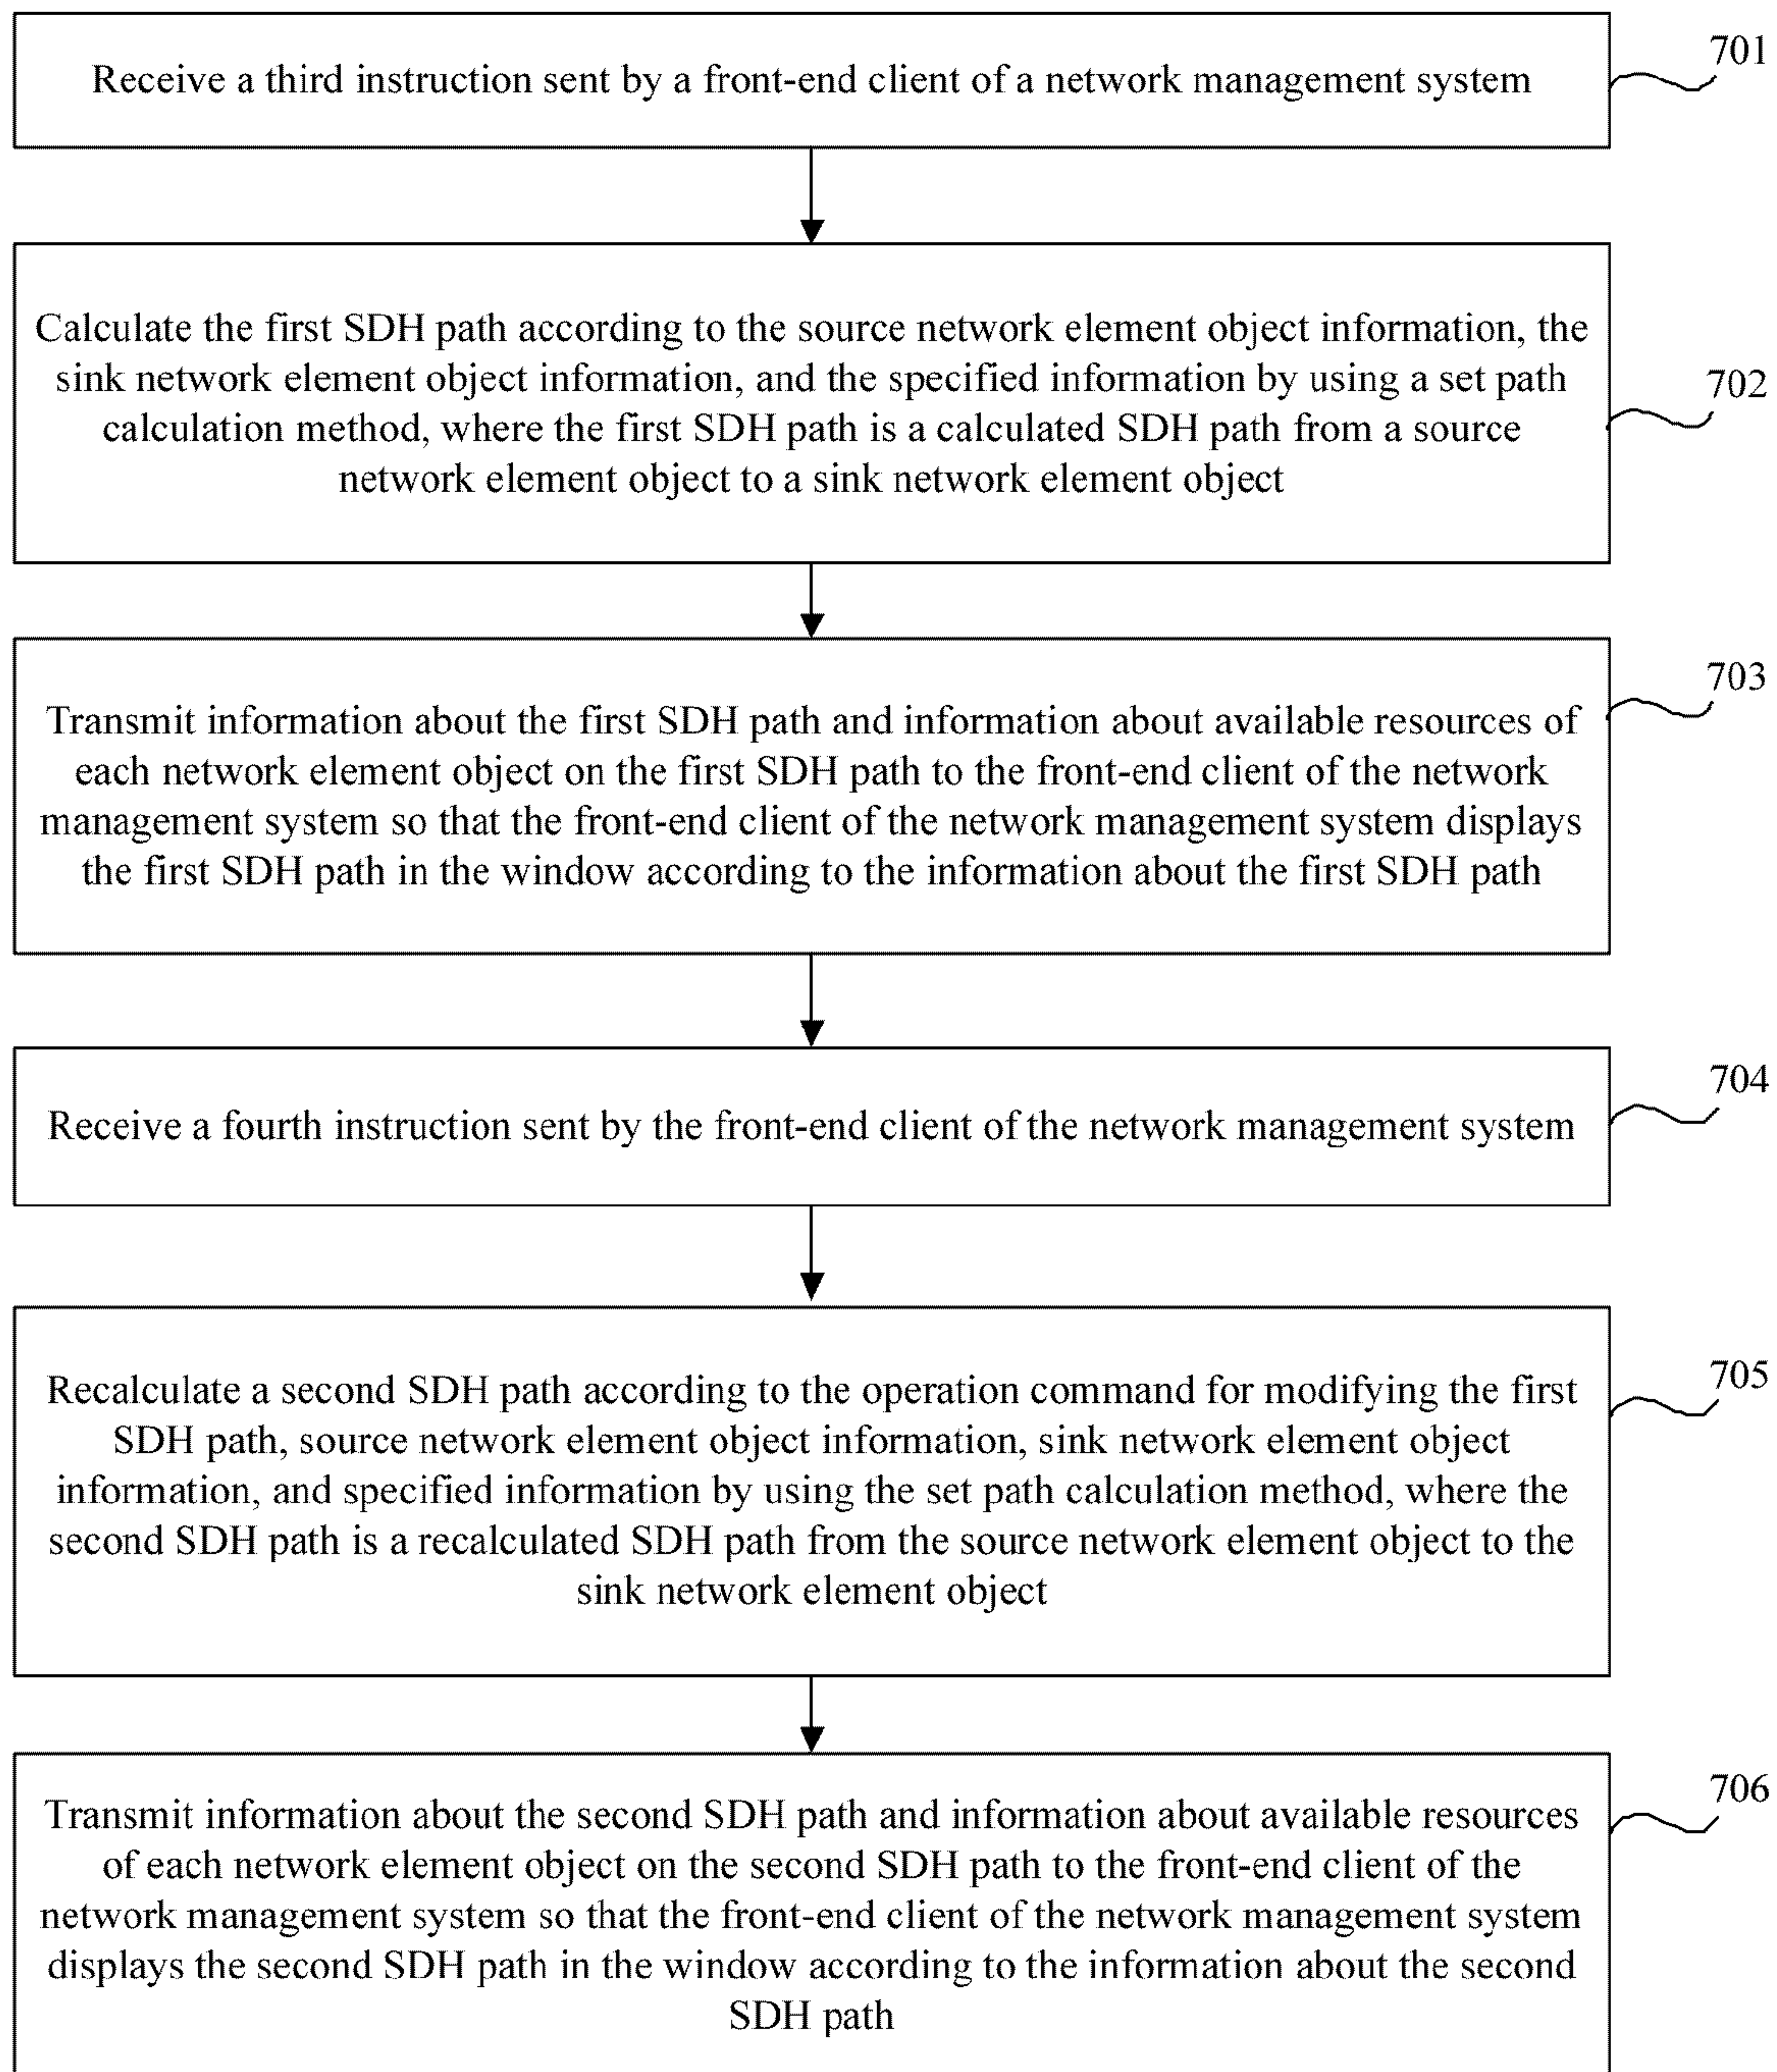 Receive a third instruction sent by a front-end client of a network management system
701
Calculate the first SDH path according to the source network element object information, the
sink network element object information, and the specified information by using a set path
calculation method, where the first SDH path is a calculated SDH path from a source
network element object to a sink network element object
702
Transmit information about the first SDH path and information about available resources of
each network element object on the first SDH path to the front-end client of the network
management system so that the front-end client of the network management system displays
the first SDH path in the window according to the information about the first SDH path
703
Receive a fourth instruction sent by the front-end client of the network management system
704
Recalculate a second SDH path according to the operation command for modifying the first
SDH path, source network element object information, sink network element object
information, and specified information by using the set path calculation method, where the
second SDH path is a recalculated SDH path from the source network element object to the
sink network element object
705
Transmit information about the second SDH path and information about available resources
of each network element object on the second SDH path to the front-end client of the
network management system so that the front-end client of the network management system
displays the second SDH path in the window according to the information about the second
SDH path
706